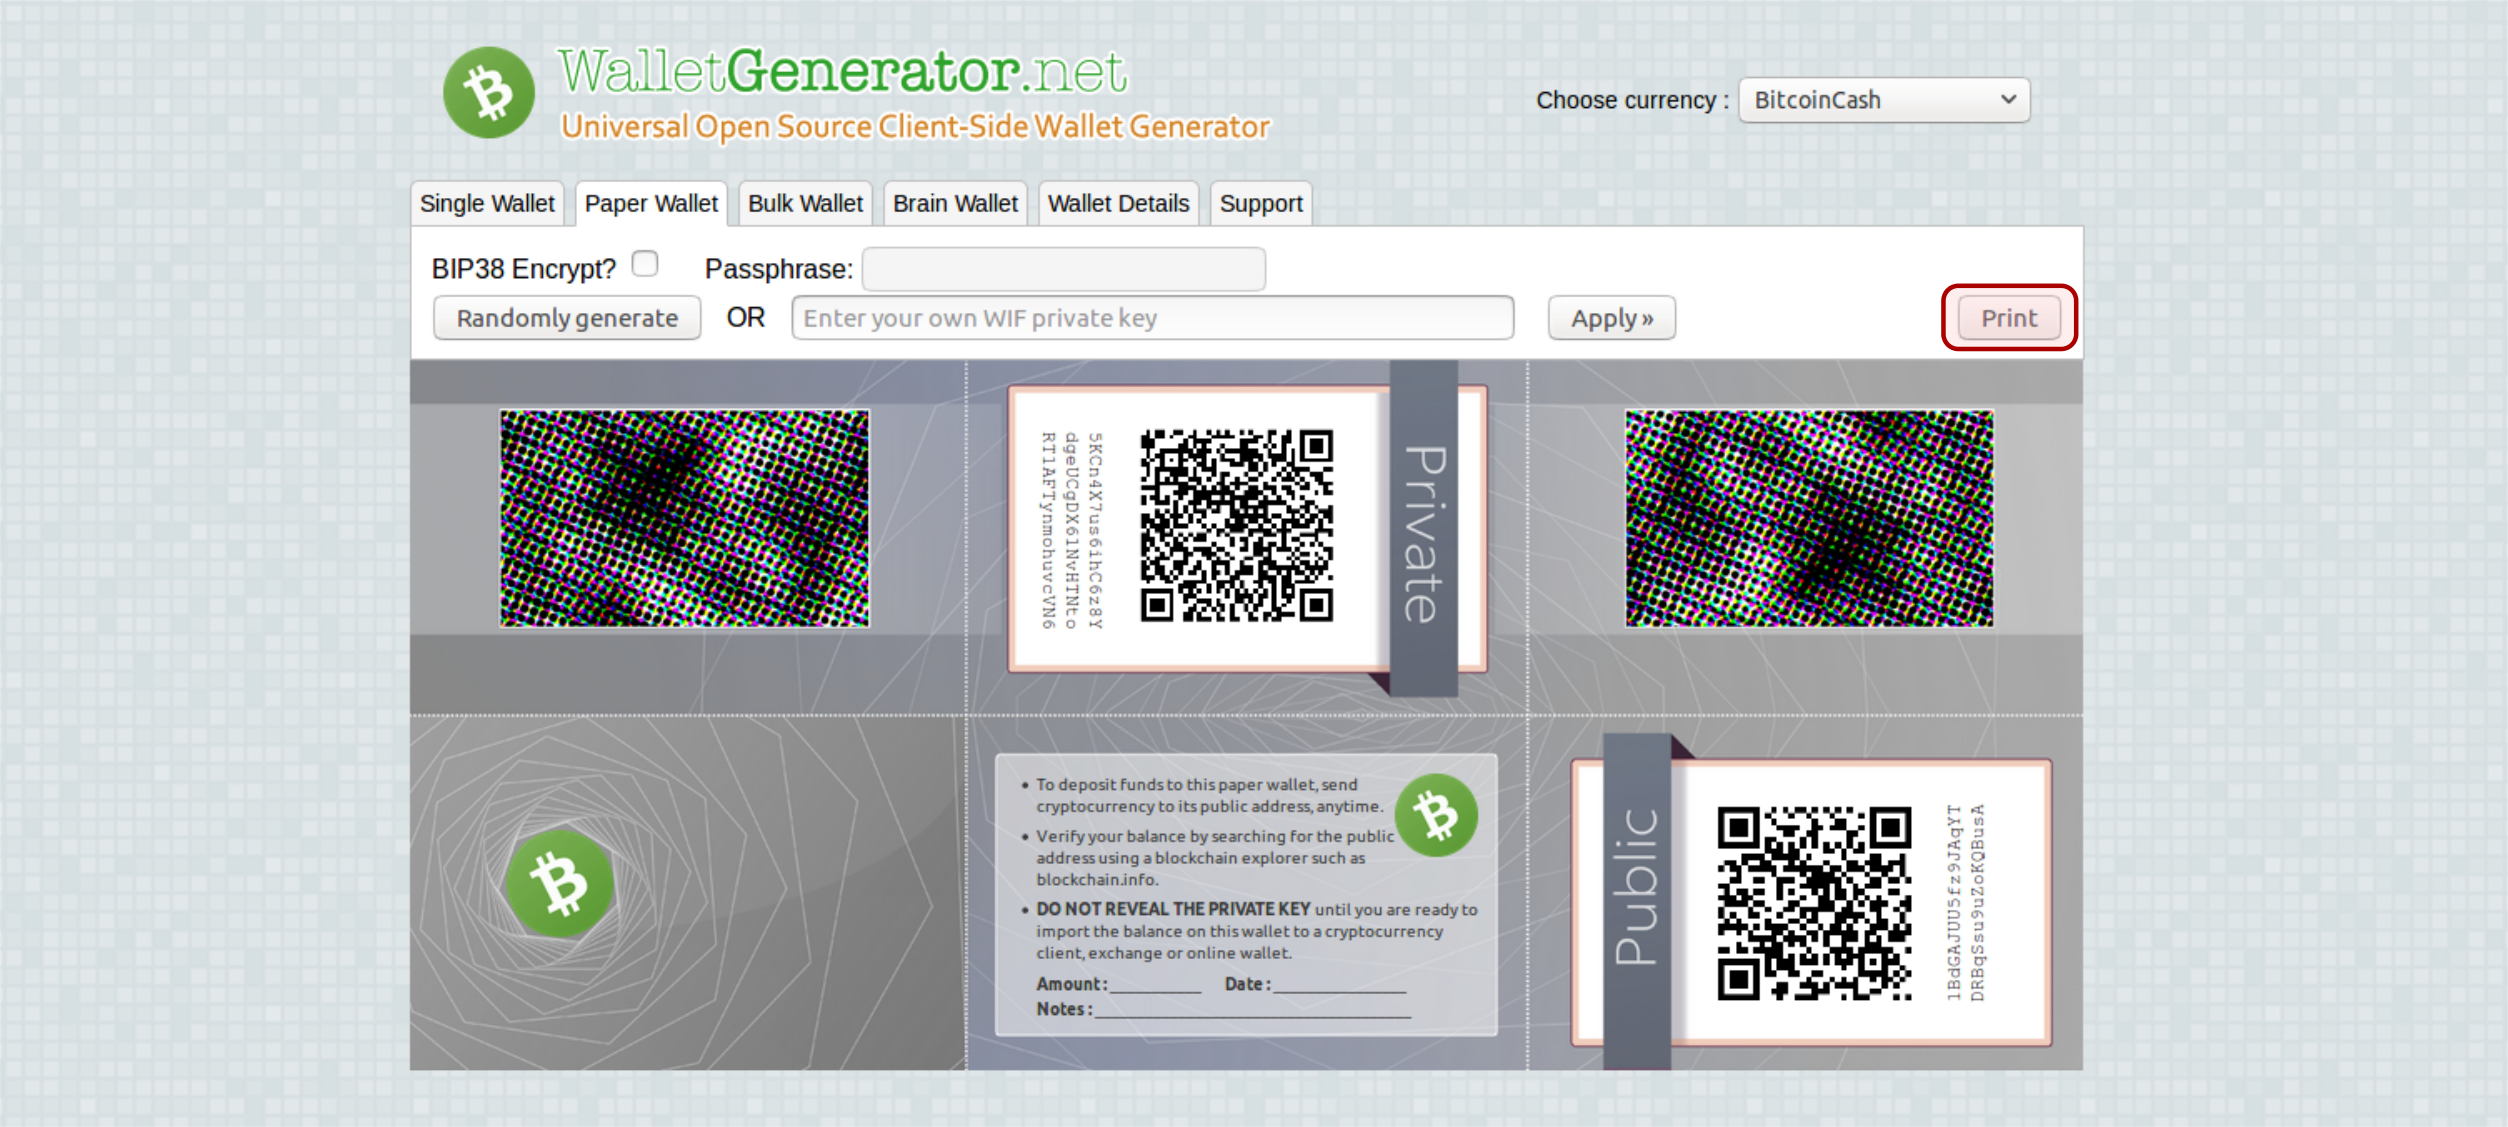 WalletGenerator.net
Universal Open Source Client-Side Wallet Generator
Choose currency : BitcoinCash
Single Wallet Paper Wallet Bulk Wallet Brain Wallet Wallet Details Support
BIP38 Encrypt? Passphrase:
Randomly generate OR Enter your own WIF private key Apply » Print
5KCn4X7us6ihC6z8Y
dgeUCgDX61NvHTNto
RT1AFTynmohuvcVN6
Private
• To deposit funds to this paper wallet, send
cryptocurrency to its public address, anytime.
• Verify your balance by searching for the public
address using a blockchain explorer such as
blockchain.info.
• DO NOT REVEAL THE PRIVATE KEY until you are ready to
import the balance on this wallet to a cryptocurrency
client, exchange or online wallet.
Amount: Date:
Notes:
Public
1BdGAJUU5fz9JAqYT
DRBqSsu9uZoKQBusA